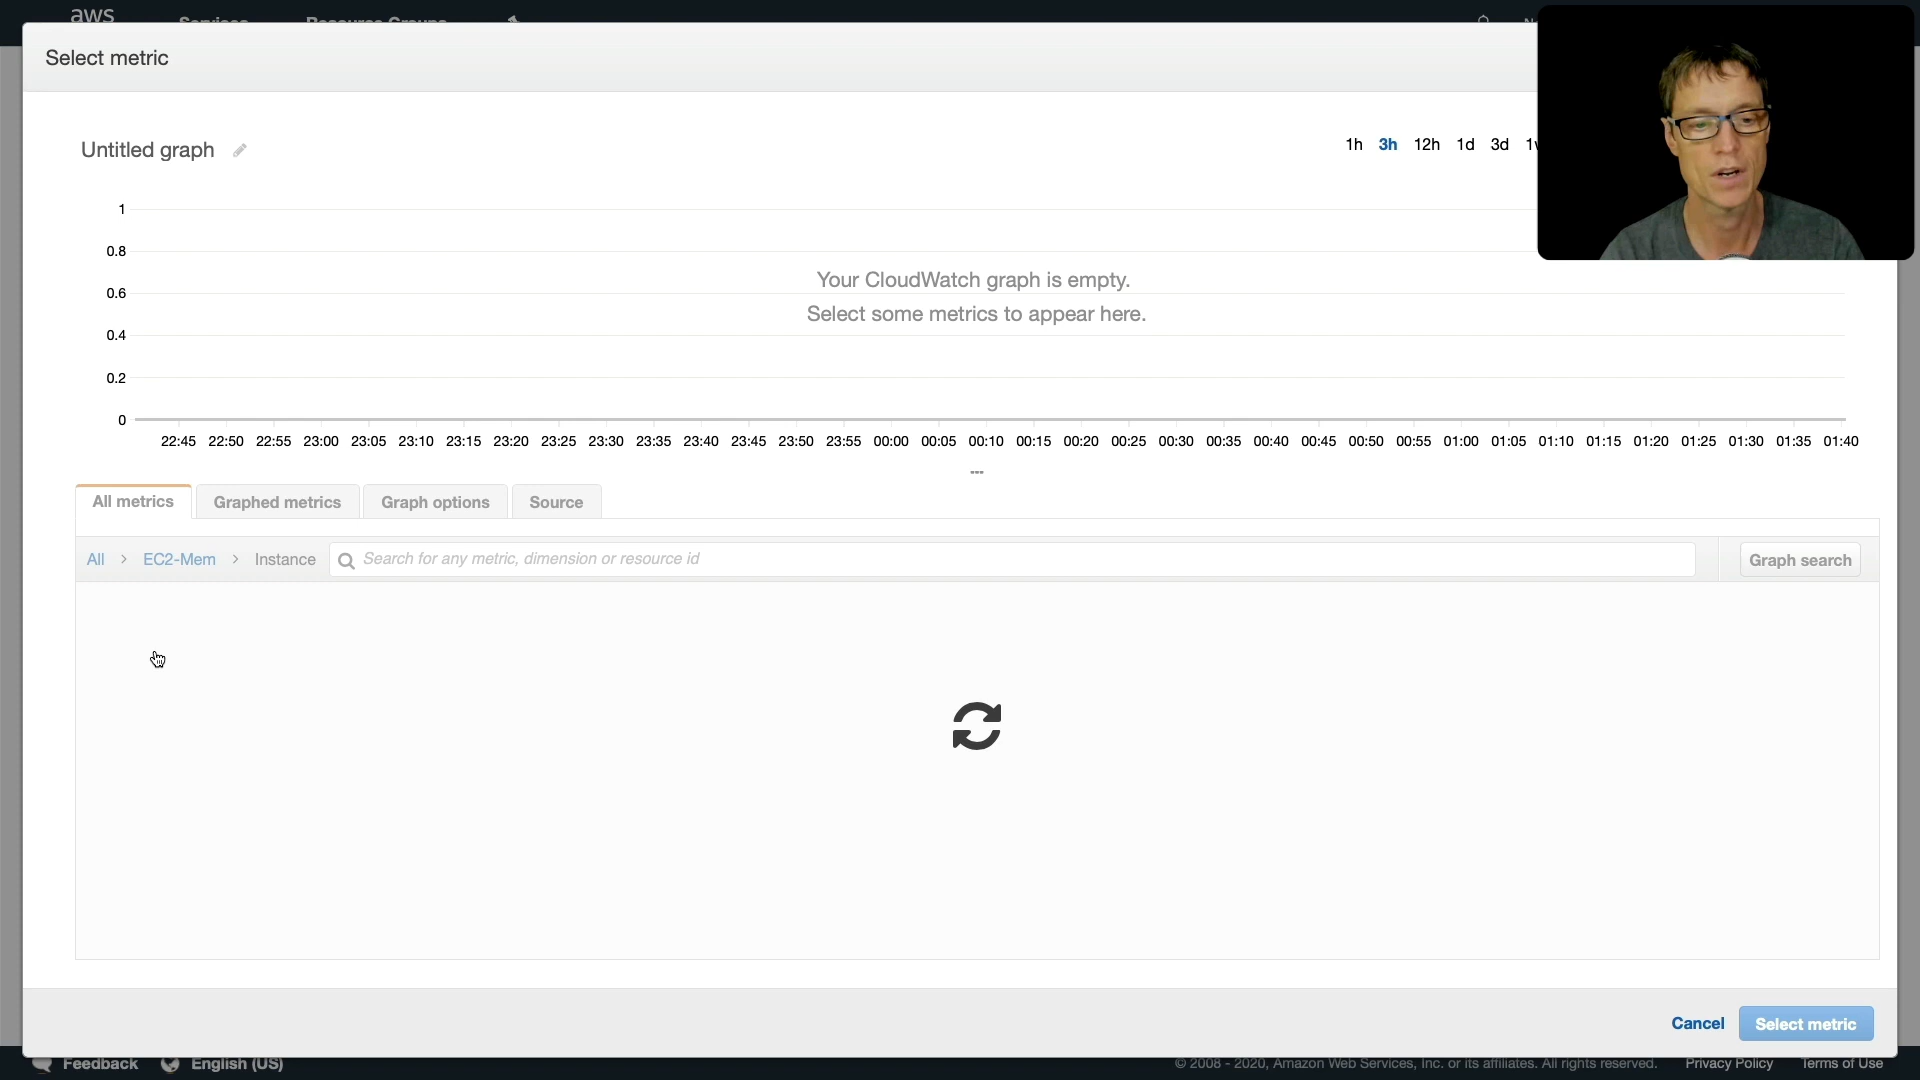 aws
Services
Resource Groups
Select metric
Untitled graph
1h 3h 12h 1d 3d
1
0.8
0.6
0.4
0.2
0
Your CloudWatch graph is empty.
Select some metrics to appear here.
22:45 22:50 22:55 23:00 23:05 23:10 23:15 23:20 23:25 23:30 23:35 23:40 23:45 23:50 23:55 00:00 00:05 00:10 00:15 00:20 00:25 00:30 00:35 00:40 00:45 00:50 00:55 01:00 01:05 01:10 01:15 01:20 01:25 01:30 01:35 01:40
All metrics
Graphed metrics
Graph options
Source
All > EC2-Mem > Instance
Search for any metric, dimension or resource id
Graph search
Cancel
Select metric
Feedback
English (US)
© 2008 - 2020, Amazon Web Services, Inc. or its affiliates. All rights reserved.
Privacy Policy
Terms of Use